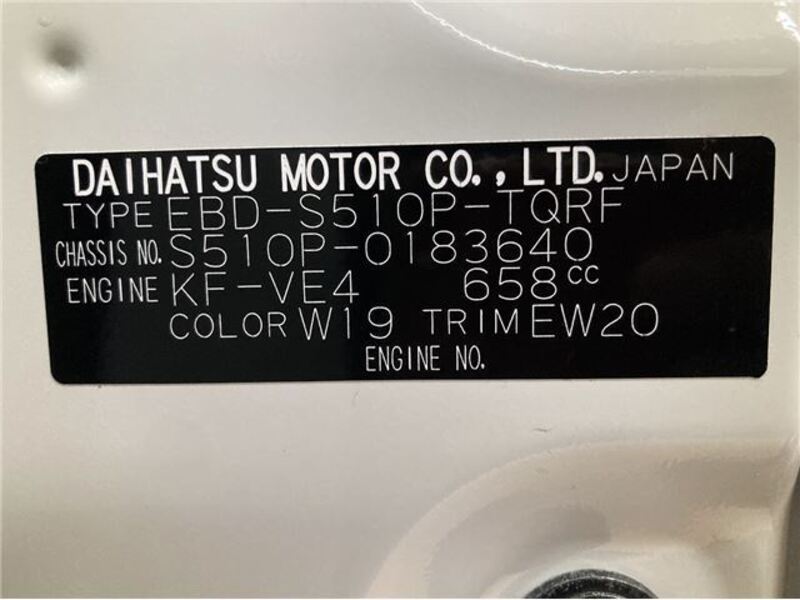 DAIHATSU MOTOR CO., LTD. JAPAN
TYPE EBD-S510P-TQRF
CHASSIS NO. S510P-0183640
ENGINE KF-VE4 658cc
COLOR W19 TRIM EW20
ENGINE NO.